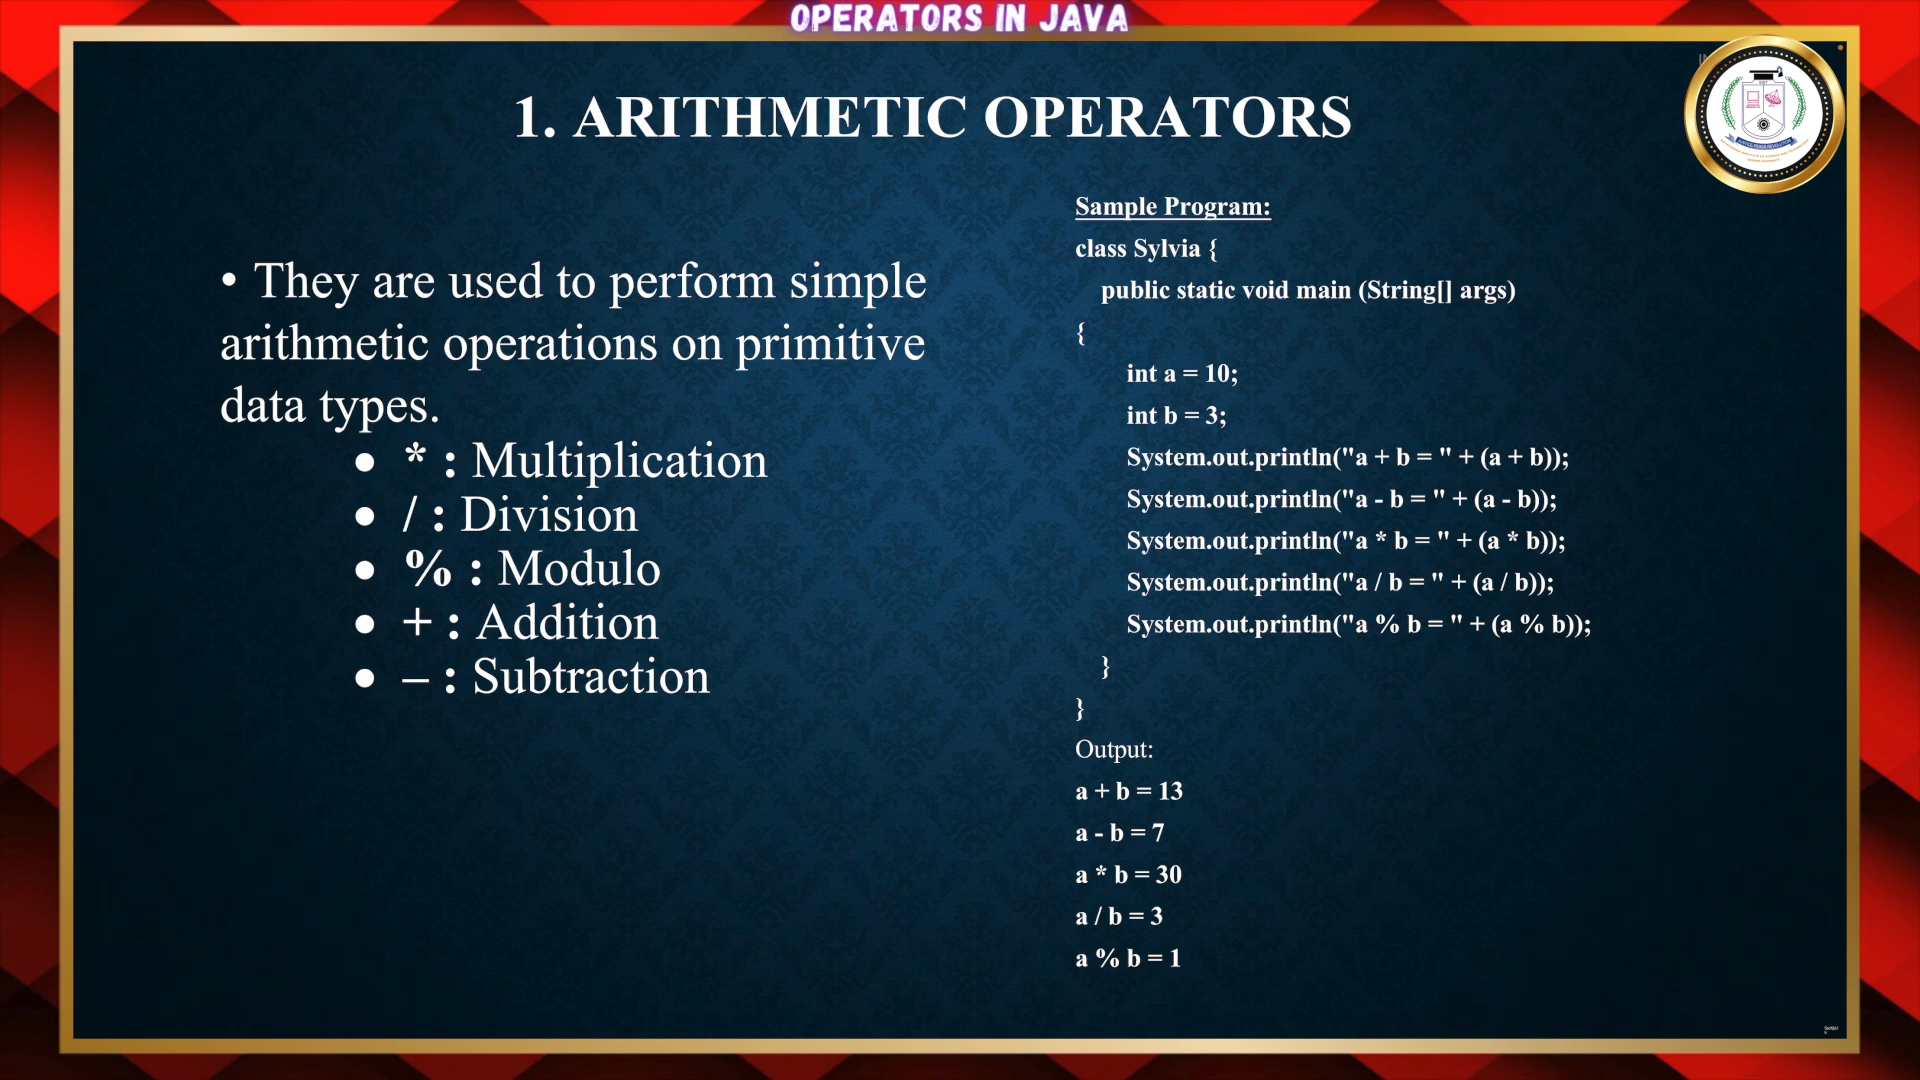 OPERATORS IN JAVA
1. ARITHMETIC OPERATORS
• They are used to perform simple
arithmetic operations on primitive
data types.
● * : Multiplication
● / : Division
● % : Modulo
● + : Addition
● – : Subtraction
Sample Program:
class Sylvia {
public static void main (String[] args)
{
int a = 10;
int b = 3;
System.out.println("a + b = " + (a + b));
System.out.println("a - b = " + (a - b));
System.out.println("a * b = " + (a * b));
System.out.println("a / b = " + (a / b));
System.out.println("a % b = " + (a % b));
}
}
Output:
a + b = 13
a - b = 7
a * b = 30
a / b = 3
a % b = 1